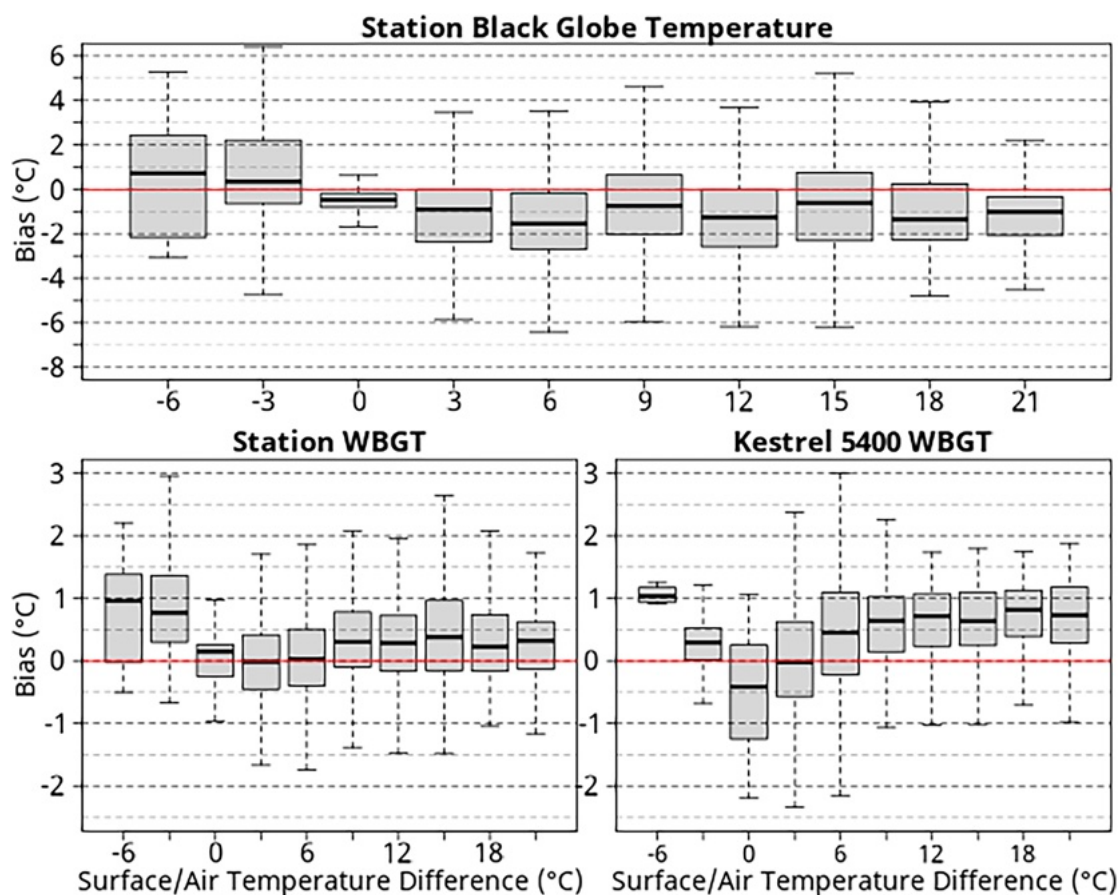 Station Black Globe Temperature
6
4
2
0
-2
-4
-6
-8
Bias (°C)
-6 -3 0 3 6 9 12 15 18 21
Station WBGT
3
2
1
0
-1
-2
Bias (°C)
-6 0 6 12 18
Surface/Air Temperature Difference (°C)
Kestrel 5400 WBGT
3
2
1
0
-1
-2
-6 0 6 12 18
Surface/Air Temperature Difference (°C)